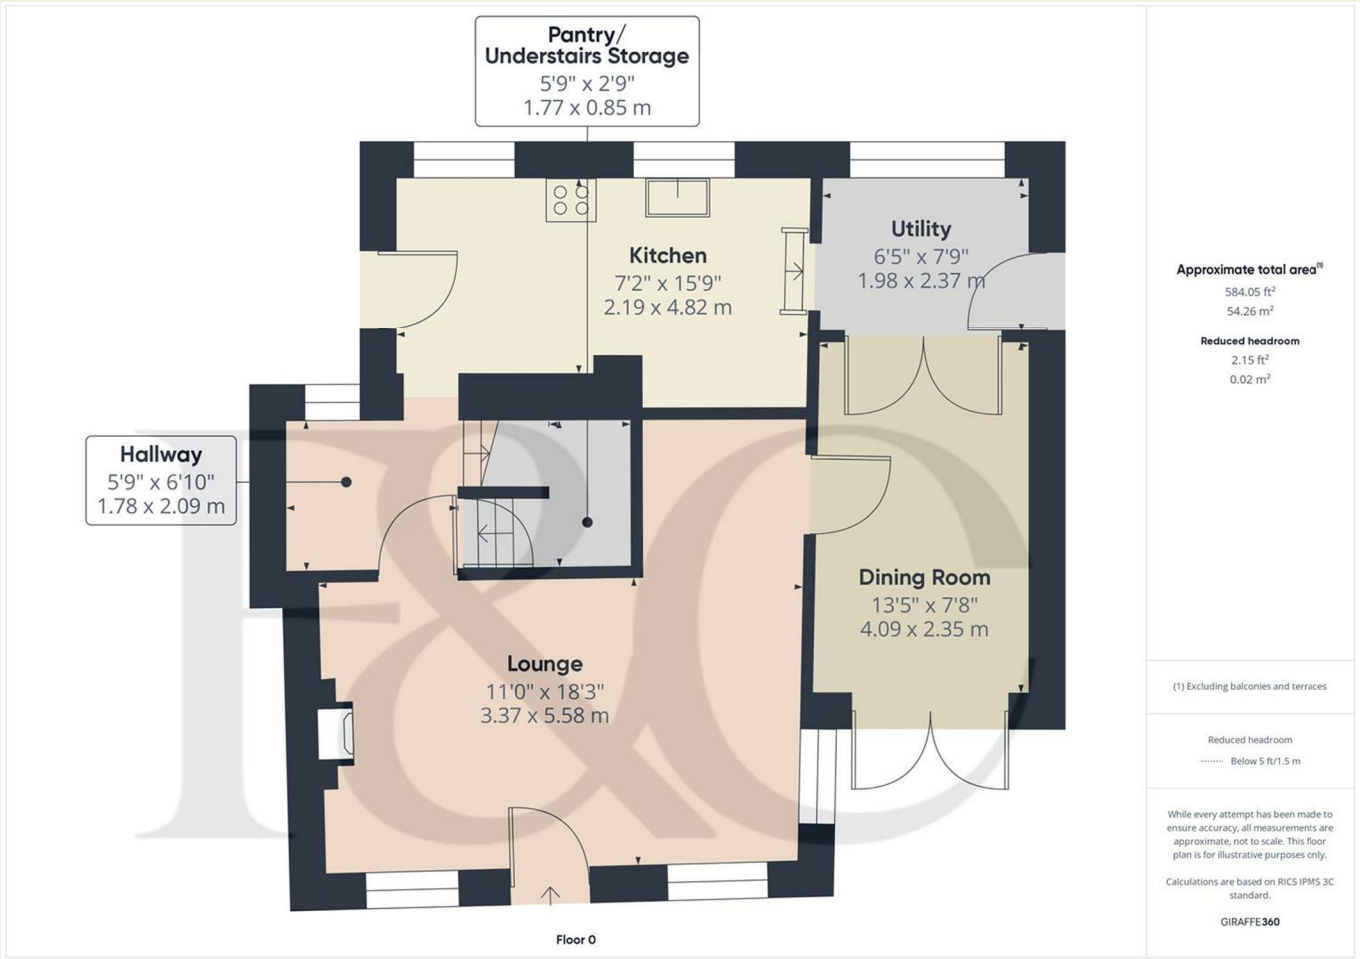 Pantry/
Understairs Storage
5'9" x 2'9"
1.77 x 0.85 m
Kitchen
7'2" x 15'9"
2.19 x 4.82 m
Utility
6'5" x 7'9"
1.98 x 2.37 m
Hallway
5'9" x 6'10"
1.78 x 2.09 m
Dining Room
13'5" x 7'8"
4.09 x 2.35 m
Lounge
11'0" x 18'3"
3.37 x 5.58 m
F&C
Floor 0
Approximate total area(1)
584.05 ft²
54.26 m²
Reduced headroom
2.15 ft²
0.02 m²
(1) Excluding balconies and terraces
Reduced headroom
Below 5 ft/1.5 m
While every attempt has been made to
ensure accuracy, all measurements are
approximate, not to scale. This floor
plan is for illustrative purposes only.
Calculations are based on RICS IPMS 3C
standard.
GIRAFFE360